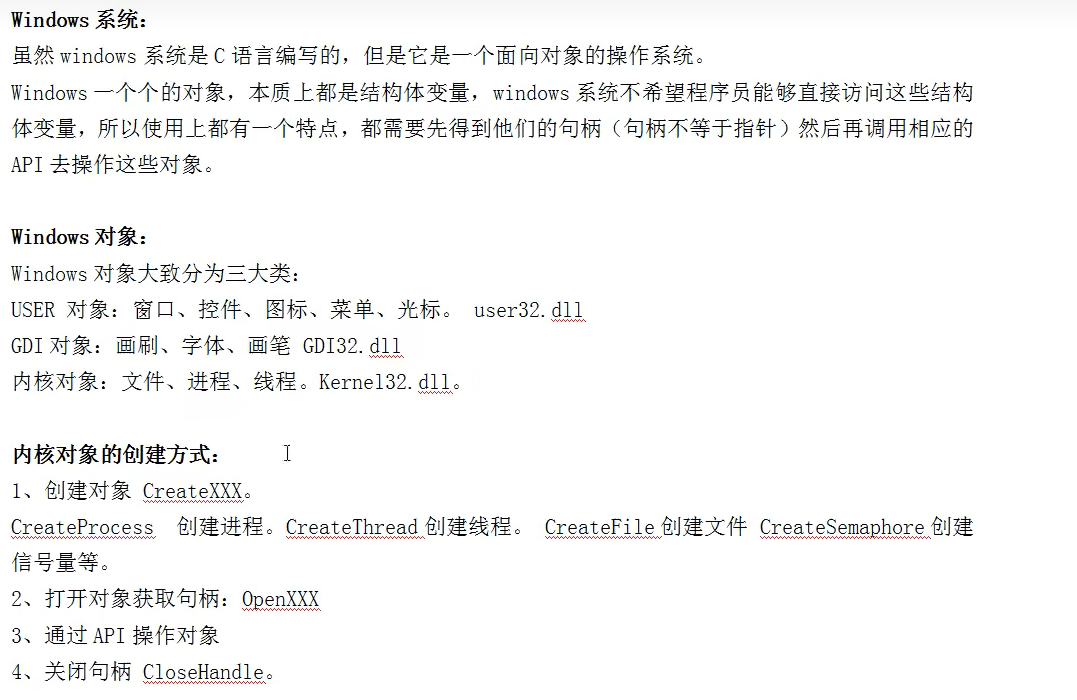 Windows 系统：
虽然 windows 系统是 C 语言编写的，但是它是一个面向对象的操作系统。
Windows 一个个的对象，本质上都是结构体变量，windows 系统不希望程序员能够直接访问这些结构
体变量，所以使用上都有一个特点，都需要先得到他们的句柄（句柄不等于指针）然后再调用相应的
API 去操作这些对象。
Windows 对象：
Windows 对象大致分为三大类：
USER 对象：窗口、控件、图标、菜单、光标。 user32.dll
GDI 对象：画刷、字体、画笔 GDI32.dll
内核对象：文件、进程、线程。Kernel32.dll。
内核对象的创建方式：
1、创建对象 CreateXXX。
CreateProcess 创建进程。CreateThread 创建线程。 CreateFile 创建文件 CreateSemaphore 创建
信号量等。
2、打开对象获取句柄：OpenXXX
3、通过 API 操作对象
4、关闭句柄 CloseHandle。